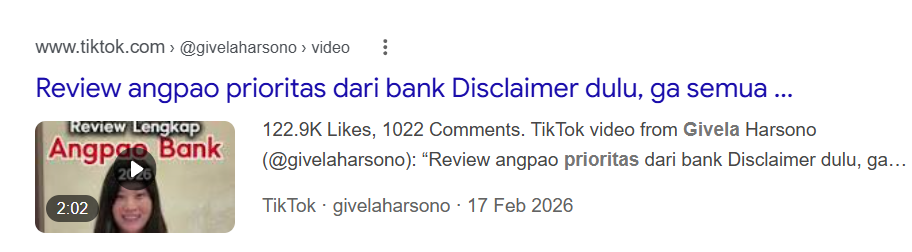 www.tiktok.com › @givelaharsono › video
Review angpao prioritas dari bank Disclaimer dulu, ga semua ...
Review Lengkap
Angpao Bank
2026
2:02
122.9K Likes, 1022 Comments. TikTok video from Givela Harsono
(@givelaharsono): “Review angpao prioritas dari bank Disclaimer dulu, ga…
TikTok · givelaharsono · 17 Feb 2026